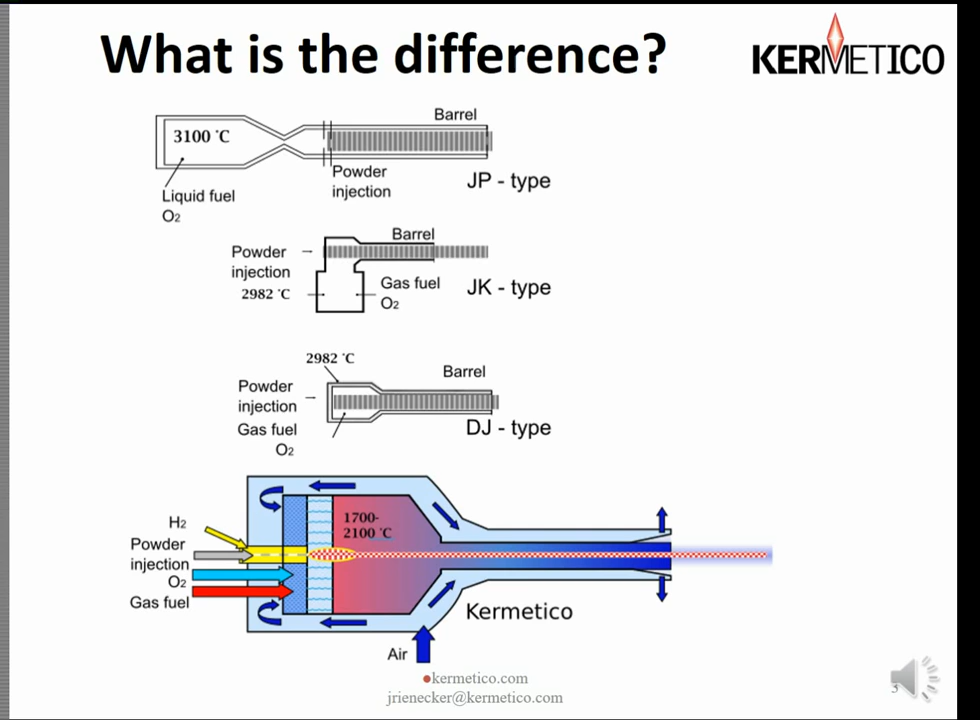 What is the difference?
KERMETICO
Barrel
3100 °C
Powder
injection
JP - type
Liquid fuel
O2
Barrel
Powder
injection
2982 °C
Gas fuel
O2
JK - type
2982 °C
Barrel
Powder
injection
Gas fuel
O2
DJ - type
1700-
2100 °C
H2
Powder
injection
O2
Gas fuel
Kermetico
Air
kermetico.com
jrienecker@kermetico.com
3